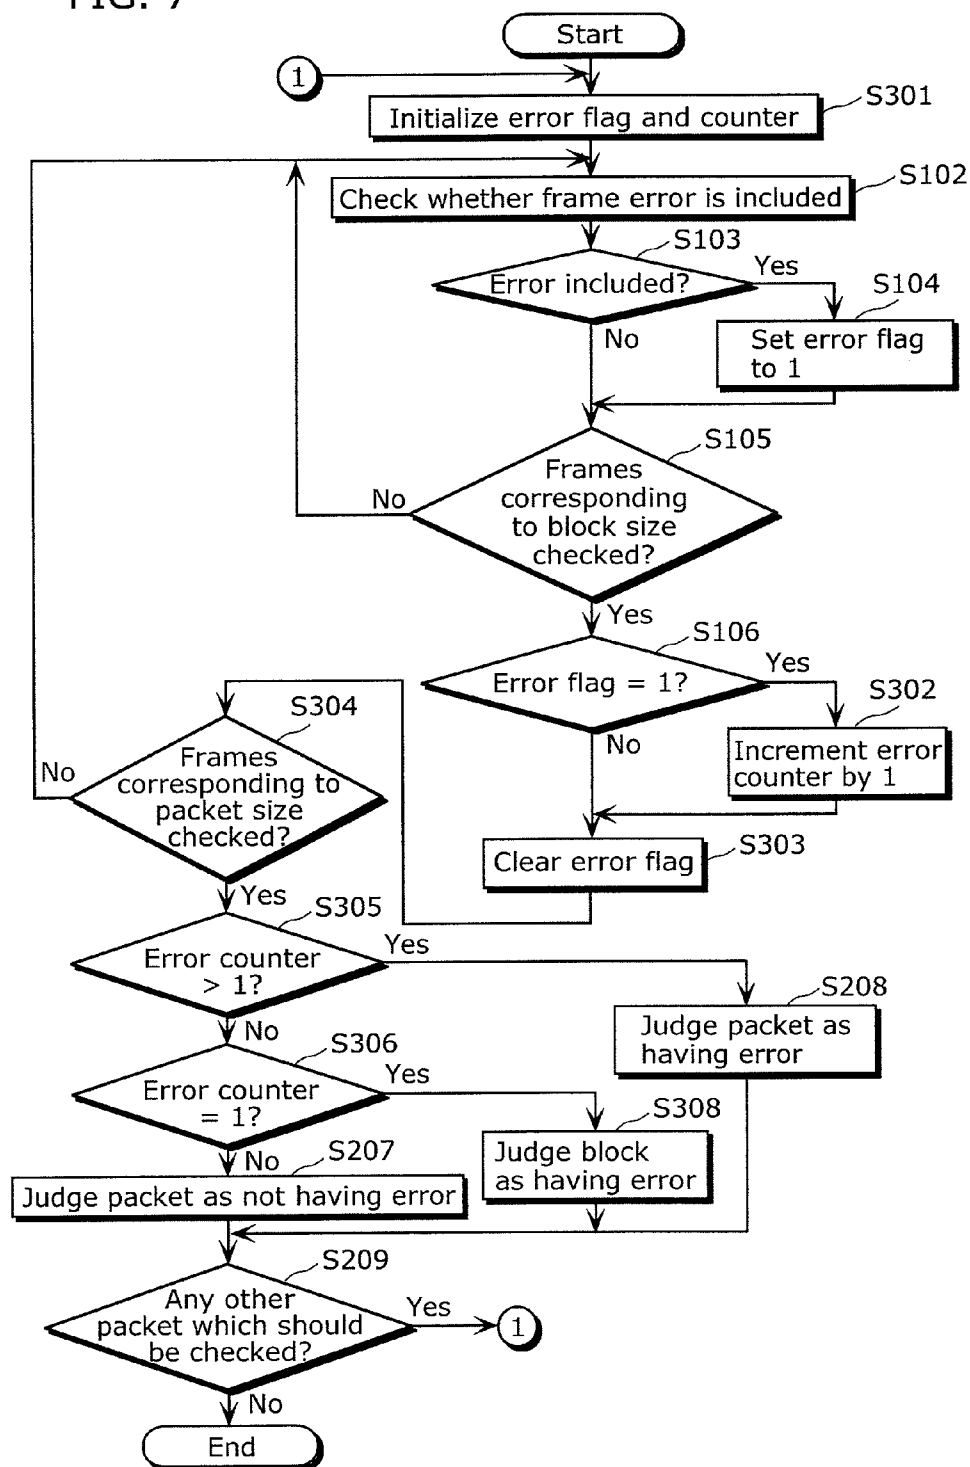 FIG. 7
Start
1
S301
Initialize error flag and counter
S102
Check whether frame error is included
S103
Error included?
Yes
S104
No
Set error flag
to 1
S105
Frames
corresponding
to block size
checked?
No
Yes
S106
Error flag = 1?
Yes
S302
No
Increment error
counter by 1
S303
Clear error flag
S304
Frames
corresponding to
packet size
checked?
No
Yes
S305
Error counter
> 1?
Yes
S208
Judge packet as
having error
No
S306
Error counter
= 1?
Yes
S308
Judge block
as having error
No
S207
Judge packet as not having error
S209
Any other
packet which should
be checked?
Yes
1
No
End